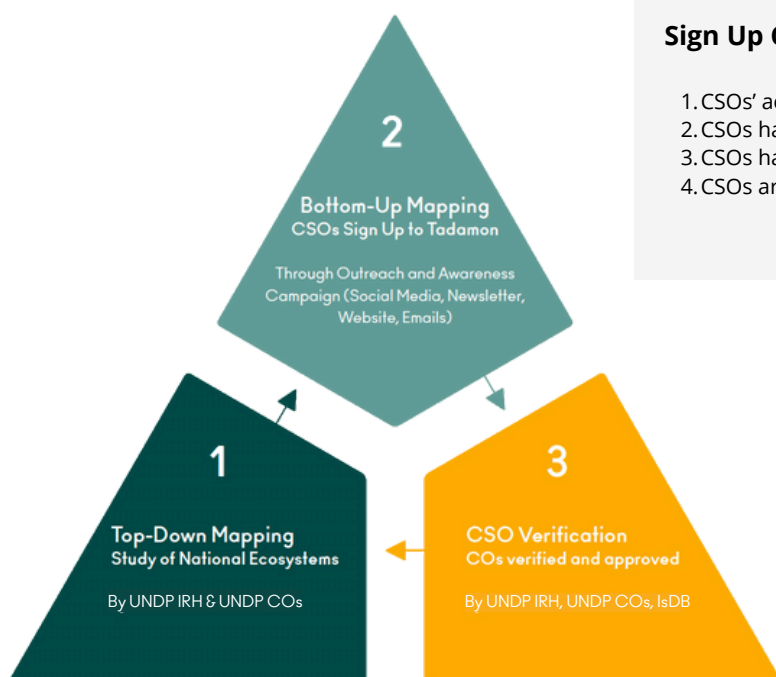 Sign Up
1.CSOs'
2.CSOs
3.CSOs
4.CSOs
2
Bottom-Up Mapping
CSOs Sign Up to Tadamon
Through Outreach and Awareness
Campaign (Social Media, Newsletter,
Website, Emails)
1
Top-Down Mapping
Study of National Ecosystems
By UNDP IRH & UNDP COs
3
CSO Verification
COs verified and approved
By UNDP IRH, UNDP COs, IsDB